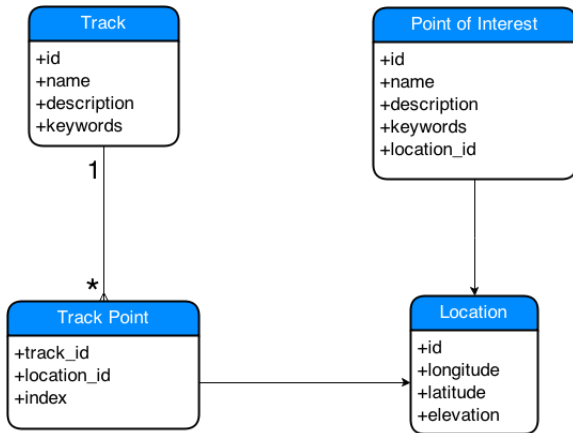 Track
+id
+name
+description
+keywords
Point of Interest
+id
+name
+description
+keywords
+location_id
1
*
Track Point
+track_id
+location_id
+index
Location
+id
+longitude
+latitude
+elevation